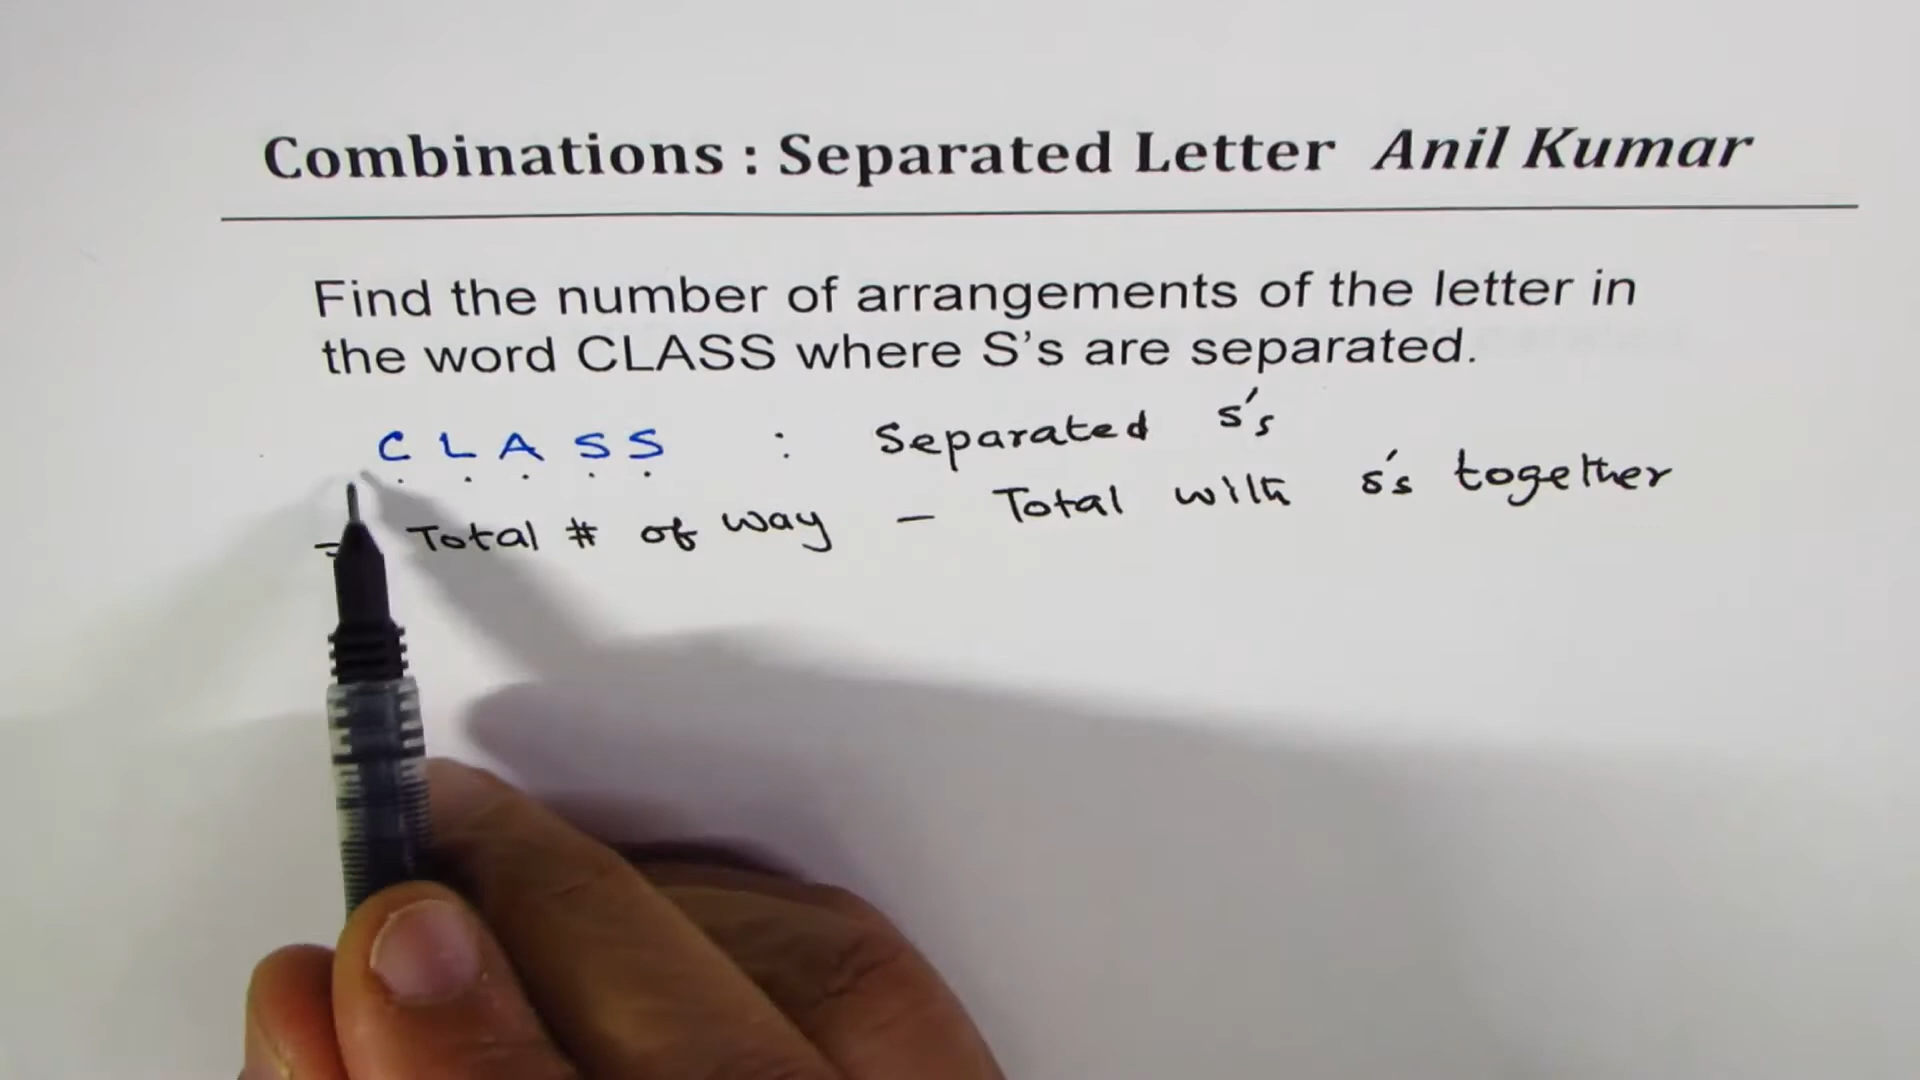 Combinations : Separated Letter Anil Kumar
Find the number of arrangements of the letter in
the word CLASS where S's are separated.
C L A S S : Separated s's
= Total # of way - Total with s's together